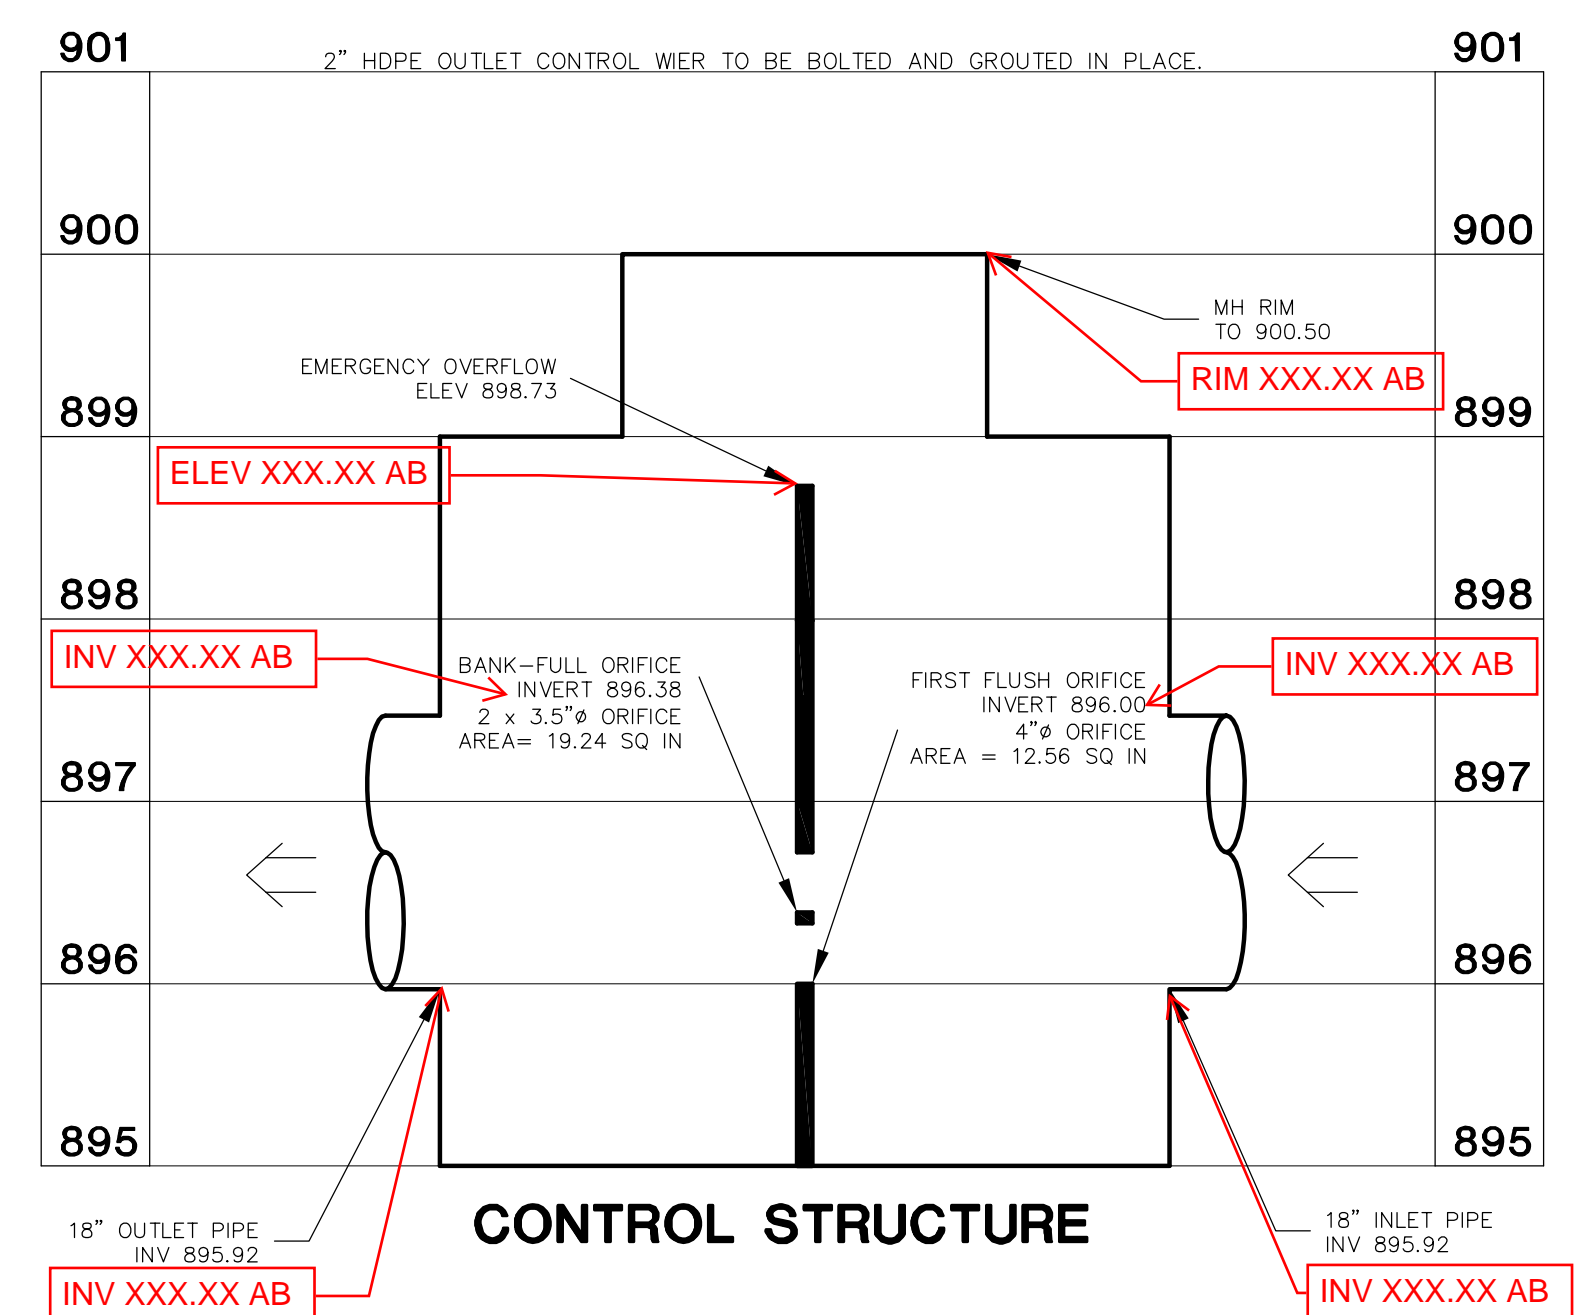 901
2" HDPE OUTLET CONTROL WIER TO BE BOLTED AND GROUTED IN PLACE.
901
900
900
MH RIM
TO 900.50
RIM XXX.XX AB
EMERGENCY OVERFLOW
ELEV 898.73
899
899
ELEV XXX.XX AB
898
898
INV XXX.XX AB
BANK-FULL ORIFICE
INVERT 896.38
2 x 3.5"ø ORIFICE
AREA= 19.24 SQ IN
FIRST FLUSH ORIFICE
INVERT 896.00
4"ø ORIFICE
AREA = 12.56 SQ IN
INV XXX.XX AB
897
897
896
896
895
895
CONTROL STRUCTURE
18" OUTLET PIPE
INV 895.92
INV XXX.XX AB
18" INLET PIPE
INV 895.92
INV XXX.XX AB